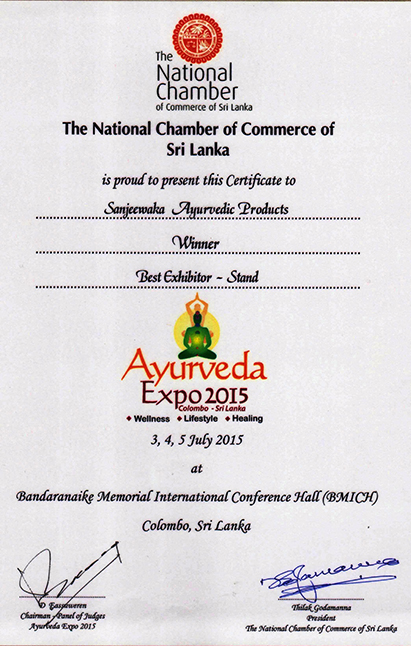 The
National
Chamber
of Commerce of Sri Lanka
The National Chamber of Commerce of
Sri Lanka
is proud to present this Certificate to
Sanjeewaka Ayurvedic Products
Winner
Best Exhibitor - Stand
Ayurveda
Expo 2015
Colombo - Sri Lanka
Wellness Lifestyle Healing
3, 4, 5 July 2015
at
Bandaranaike Memorial International Conference Hall (BMICH)
Colombo, Sri Lanka
D Eassuweren
Chairman - Panel of Judges
Ayurveda Expo 2015
Thilak Godamanna
President
The National Chamber of Commerce of Sri Lanka